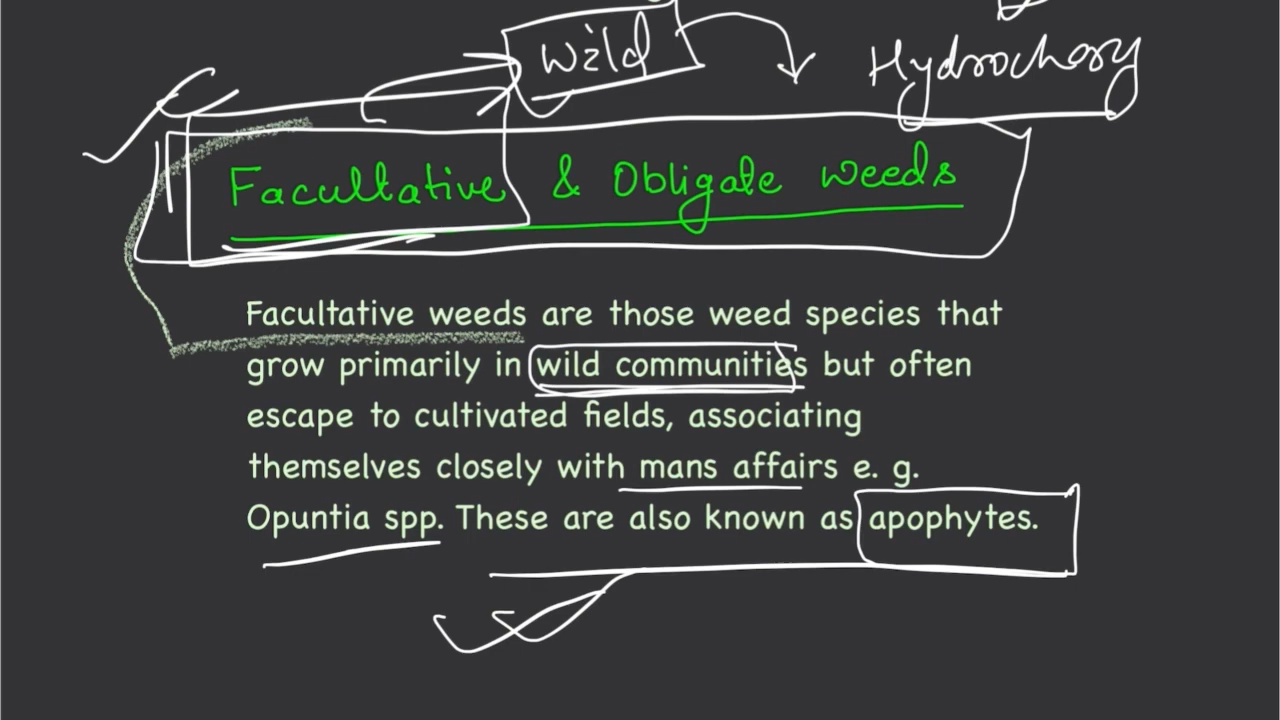 Wild
Hydrochory
Facultative & Obligate weeds
Facultative weeds are those weed species that
grow primarily in wild communities but often
escape to cultivated fields, associating
themselves closely with mans affairs e. g.
Opuntia spp. These are also known as apophytes.